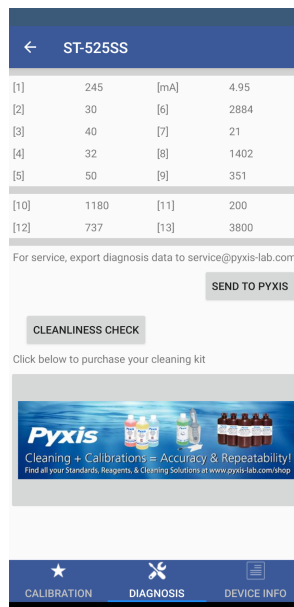 ST-525SS
[1] 245 [mA] 4.95
[2] 30 [6] 2884
[3] 40 [7] 21
[4] 32 [8] 1402
[5] 50 [9] 351
[10] 1180 [11] 200
[12] 737 [13] 3800
For service, export diagnosis data to service@pyxis-lab.com
SEND TO PYXIS
CLEANLINESS CHECK
Click below to purchase your cleaning kit
Pyxis
Cleaning + Calibrations = Accuracy & Repeatability!
Find all your Standards, Reagents, & Cleaning Solutions at www.pyxis-lab.com/shop
CALIBRATION DIAGNOSIS DEVICE INFO